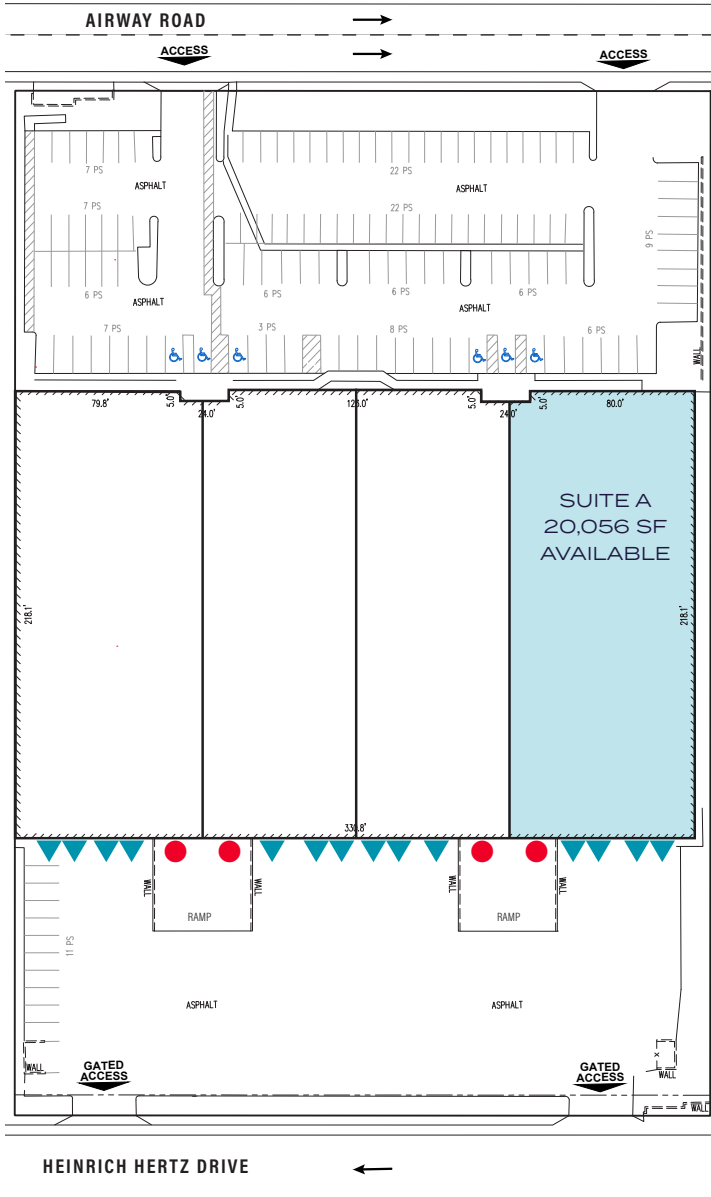 AIRWAY ROAD
ACCESS
ACCESS
7 PS
22 PS
ASPHALT
ASPHALT
7 PS
22 PS
9 PS
6 PS
6 PS
6 PS
6 PS
ASPHALT
ASPHALT
7 PS
3 PS
8 PS
6 PS
WALL
79.8'
5.0'
24.0'
5.0'
126.0'
5.0'
24.0'
5.0'
80.0'
SUITE A
20,056 SF
AVAILABLE
218.1'
218.1'
330.8'
WALL
WALL
WALL
WALL
RAMP
RAMP
11 PS
ASPHALT
ASPHALT
WALL
GATED
ACCESS
GATED
ACCESS
X
WALL
WALL
HEINRICH HERTZ DRIVE